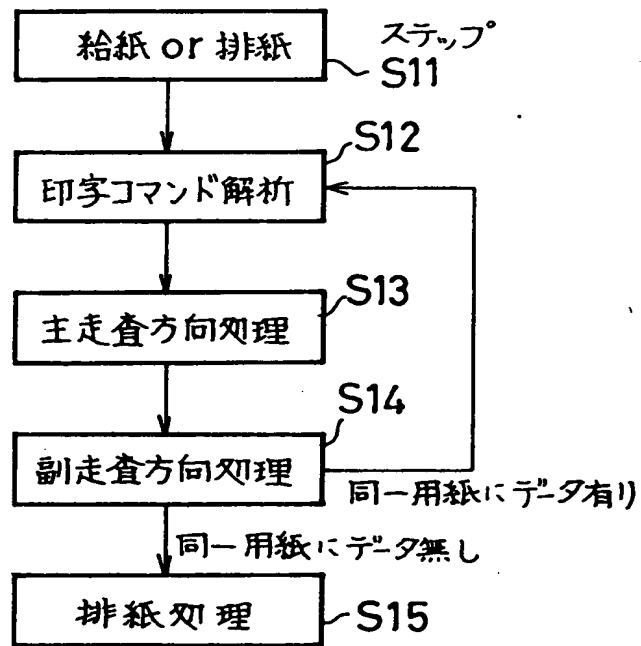 給紙 or 排紙
ステップ
S11
S12
印字コマンド解析
S13
主走査方向処理
S14
副走査方向処理
同一用紙にデータ有り
同一用紙にデータ無し
排紙処理
S15